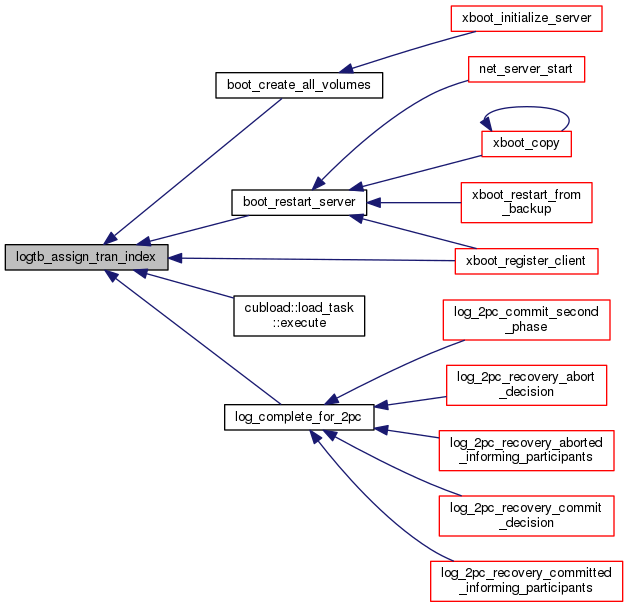 xboot_initialize_server
net_server_start
boot_create_all_volumes
xboot_copy
boot_restart_server
xboot_restart_from
_backup
logtb_assign_tran_index
xboot_register_client
cubload::load_task
::execute
log_2pc_commit_second
_phase
log_2pc_recovery_abort
_decision
log_complete_for_2pc
log_2pc_recovery_aborted
_informing_participants
log_2pc_recovery_commit
_decision
log_2pc_recovery_committed
_informing_participants